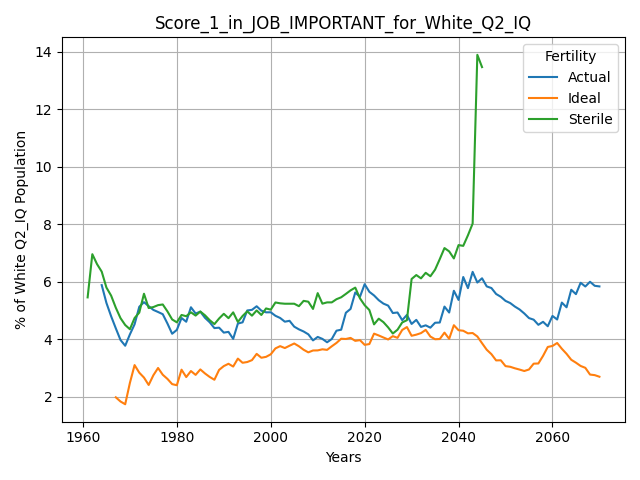 Score_1_in_JOB_IMPORTANT_for_White_Q2_IQ
Fertility
Actual
Ideal
Sterile
% of White Q2_IQ Population
14
12
10
8
6
4
2
1960
1980
2000
2020
2040
2060
Years